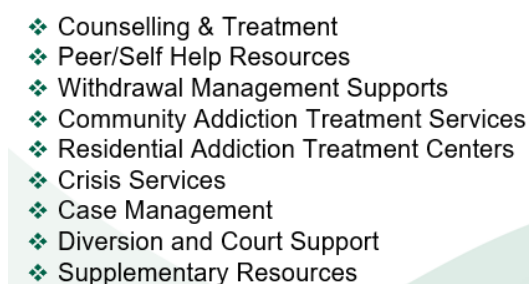 ❖ Counselling & Treatment
❖ Peer/Self Help Resources
❖ Withdrawal Management Supports
❖ Community Addiction Treatment Services
❖ Residential Addiction Treatment Centers
❖ Crisis Services
❖ Case Management
❖ Diversion and Court Support
❖ Supplementary Resources